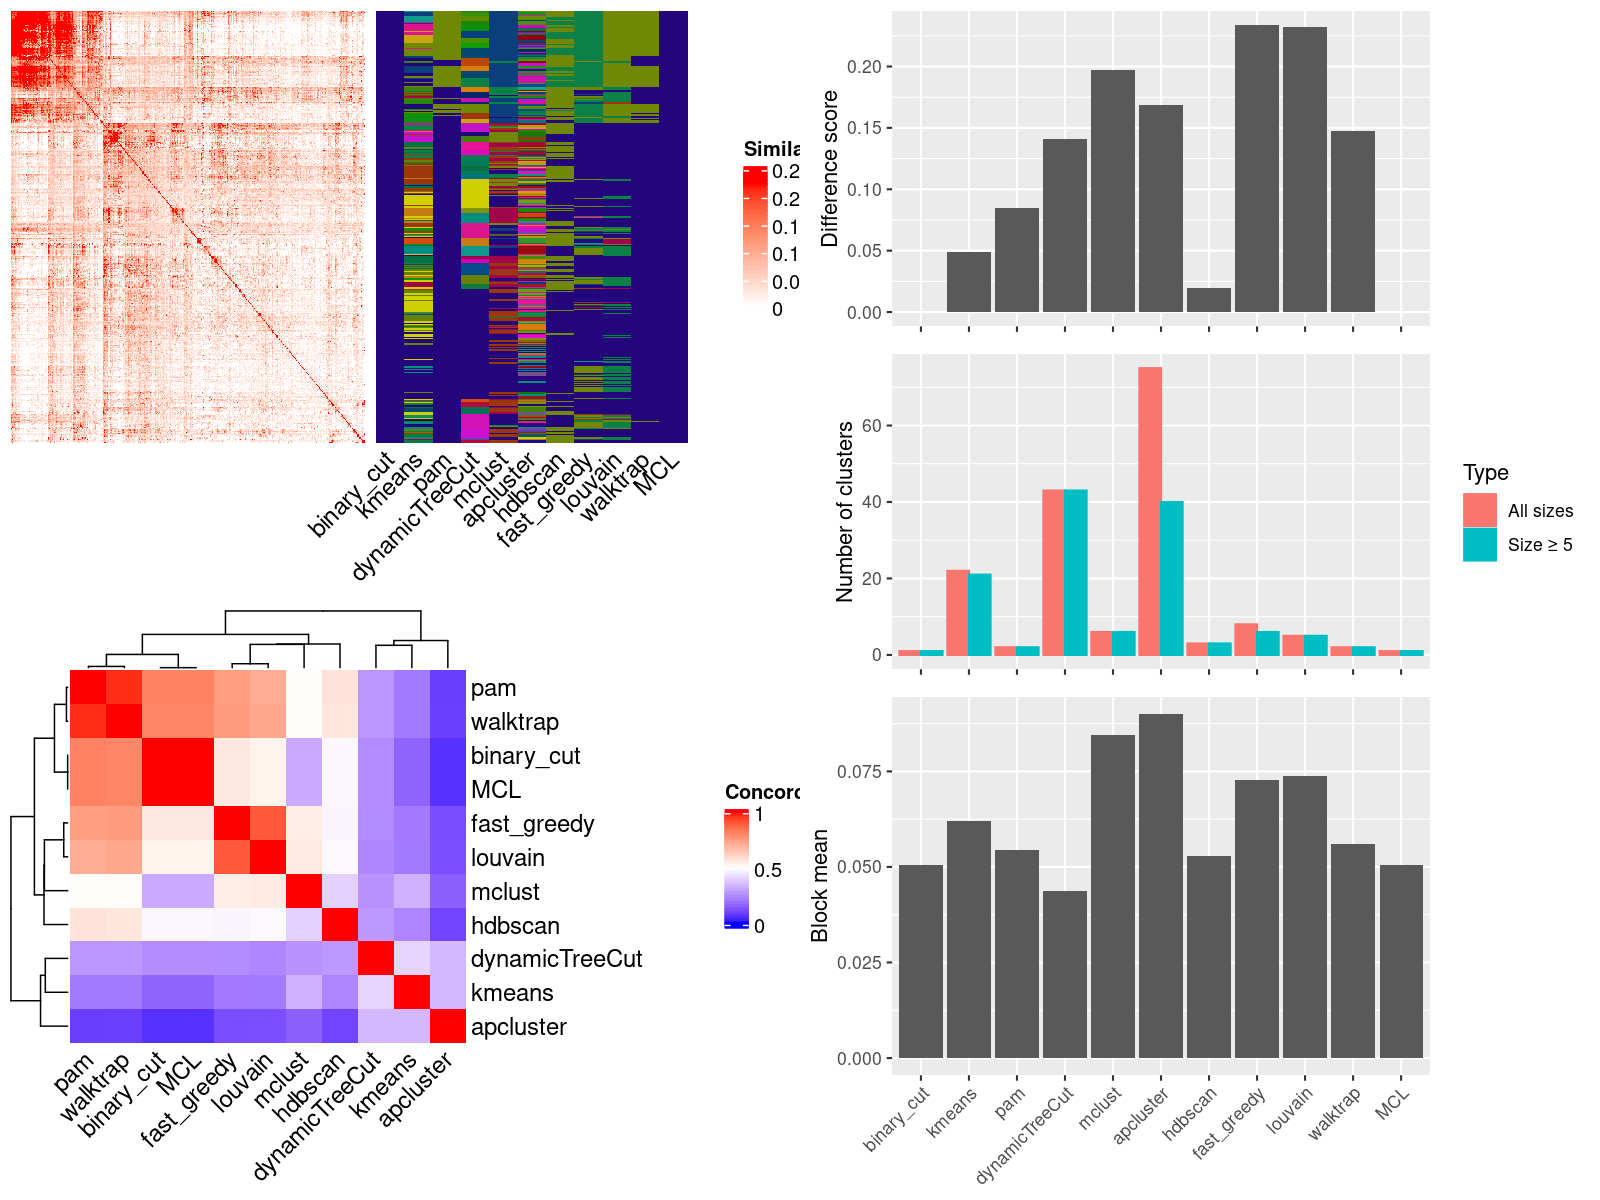 Simila
0.2
0.2
0.1
0.1
0.0
0
binary_cut
kmeans
pam
dynamicTreeCut
mclust
apcluster
hdbscan
fast_greedy
louvain
walktrap
MCL
pam
walktrap
binary_cut
MCL
fast_greedy
louvain
mclust
hdbscan
dynamicTreeCut
kmeans
apcluster
Concord
1
0.5
0
pam
walktrap
binary_cut
MCL
fast_greedy
louvain
mclust
hdbscan
dynamicTreeCut
kmeans
apcluster
Difference score
0.20
0.15
0.10
0.05
0.00
Number of clusters
60
40
20
0
Type
All sizes
Size ≥ 5
Block mean
0.075
0.050
0.025
0.000
binary_cut
kmeans
pam
dynamicTreeCut
mclust
apcluster
hdbscan
fast_greedy
louvain
walktrap
MCL